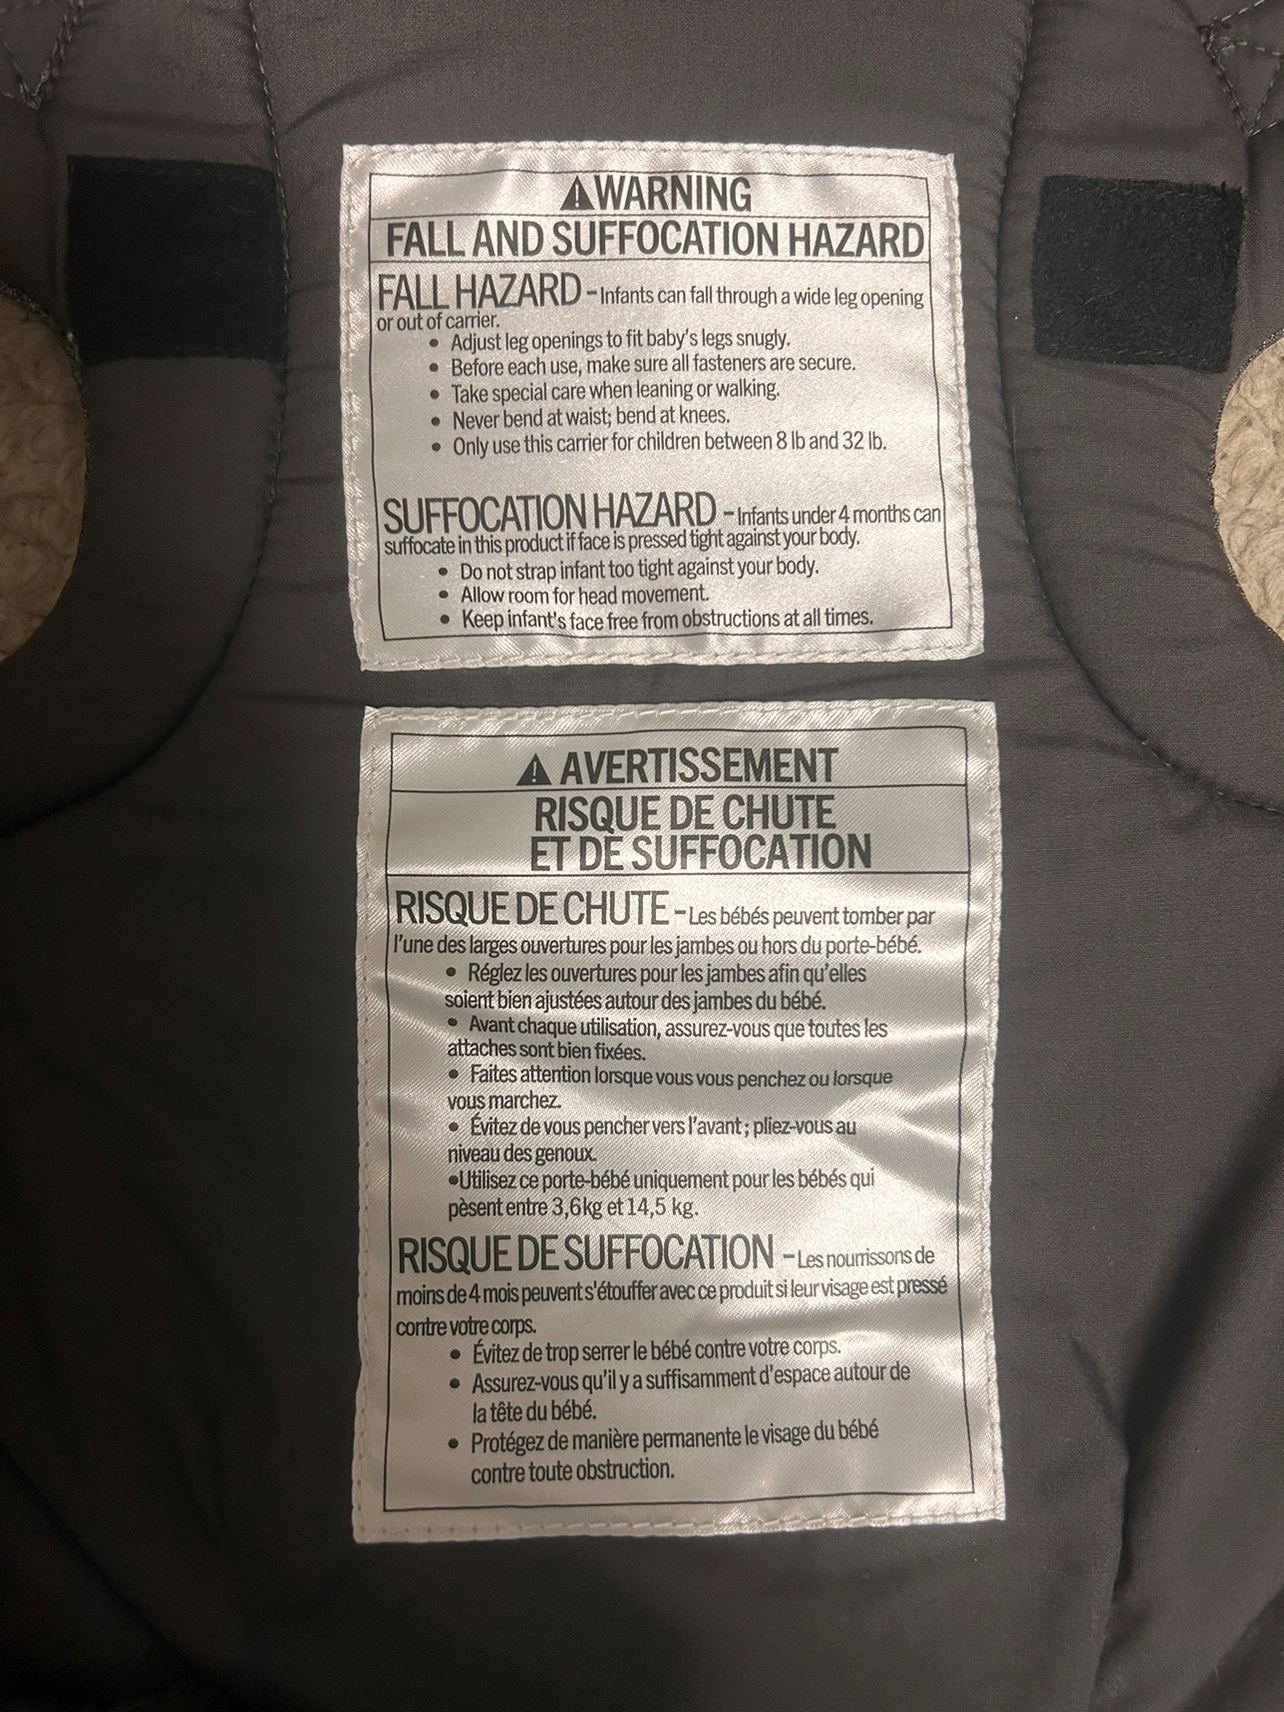 ⚠WARNING
FALL AND SUFFOCATION HAZARD
FALL HAZARD – Infants can fall through a wide leg opening
or out of carrier.
• Adjust leg openings to fit baby's legs snugly.
• Before each use, make sure all fasteners are secure.
• Take special care when leaning or walking.
• Never bend at waist; bend at knees.
• Only use this carrier for children between 8 lb and 32 lb.
SUFFOCATION HAZARD – Infants under 4 months can
suffocate in this product if face is pressed tight against your body.
• Do not strap infant too tight against your body.
• Allow room for head movement.
• Keep infant's face free from obstructions at all times.
⚠ AVERTISSEMENT
RISQUE DE CHUTE
ET DE SUFFOCATION
RISQUE DE CHUTE – Les bébés peuvent tomber par
l'une des larges ouvertures pour les jambes ou hors du porte-bébé.
• Réglez les ouvertures pour les jambes afin qu'elles
soient bien ajustées autour des jambes du bébé.
• Avant chaque utilisation, assurez-vous que toutes les
attaches sont bien fixées.
• Faites attention lorsque vous vous penchez ou lorsque
vous marchez.
• Évitez de vous pencher vers l'avant ; pliez-vous au
niveau des genoux.
•Utilisez ce porte-bébé uniquement pour les bébés qui
pèsent entre 3,6 kg et 14,5 kg.
RISQUE DE SUFFOCATION – Les nourrissons de
moins de 4 mois peuvent s'étouffer avec ce produit si leur visage est pressé
contre votre corps.
• Évitez de trop serrer le bébé contre votre corps.
• Assurez-vous qu'il y a suffisamment d'espace autour de
la tête du bébé.
• Protégez de manière permanente le visage du bébé
contre toute obstruction.